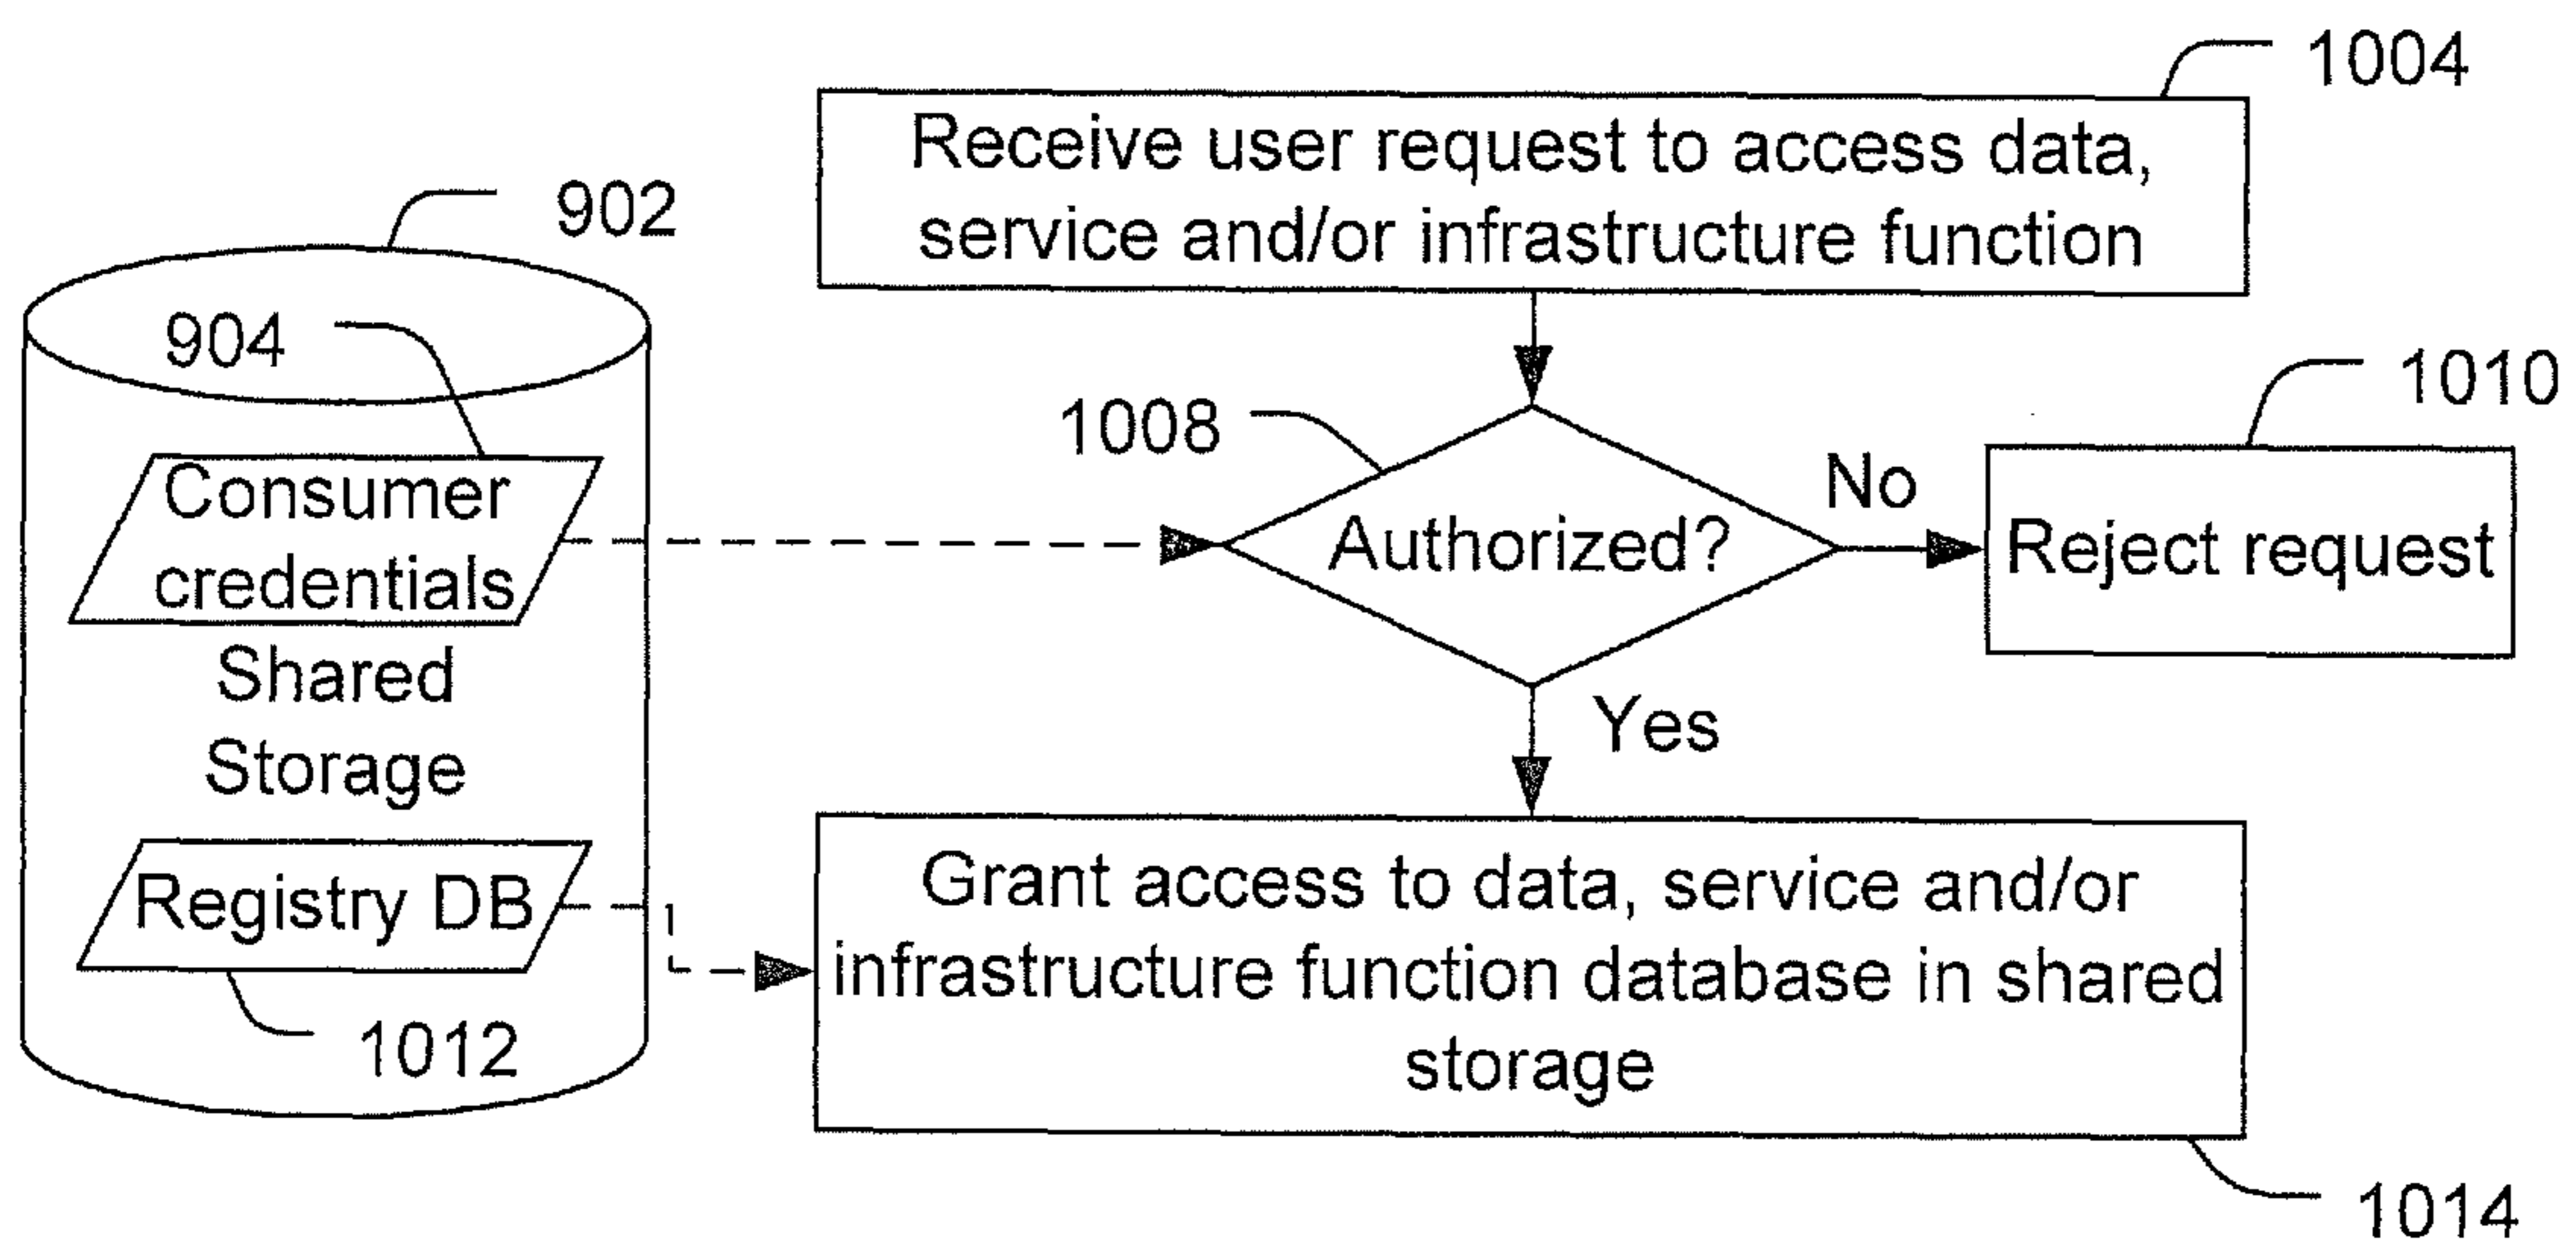 1004
Receive user request to access data,
service and/or infrastructure function
902
904
Consumer
credentials
Shared
Storage
Registry DB
1012
1008
Authorized?
No
1010
Reject request
Yes
Grant access to data, service and/or
infrastructure function database in shared
storage
1014